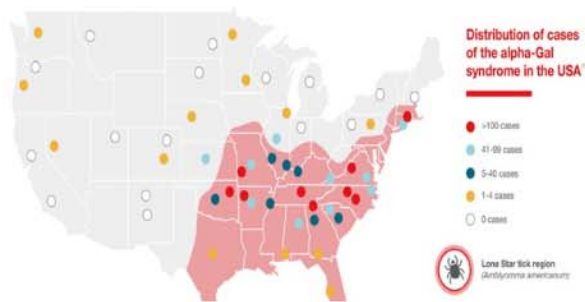 Distribution of cases
of the alpha-Gal
syndrome in the USA
>100 cases
41-99 cases
5-40 cases
1-4 cases
0 cases
Lone Star tick region
(Amblyomma americanum)